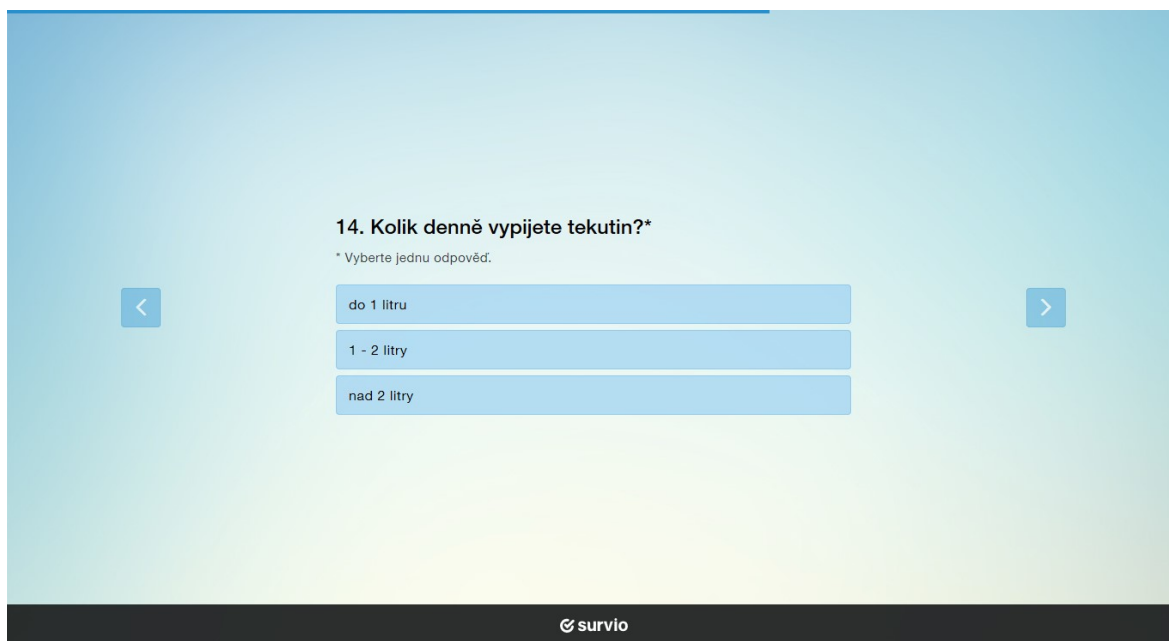 14. Kolik denně vypijete tekutin?*
* Vyberte jednu odpověď.
do 1 litru
1 - 2 litry
nad 2 litry
survio